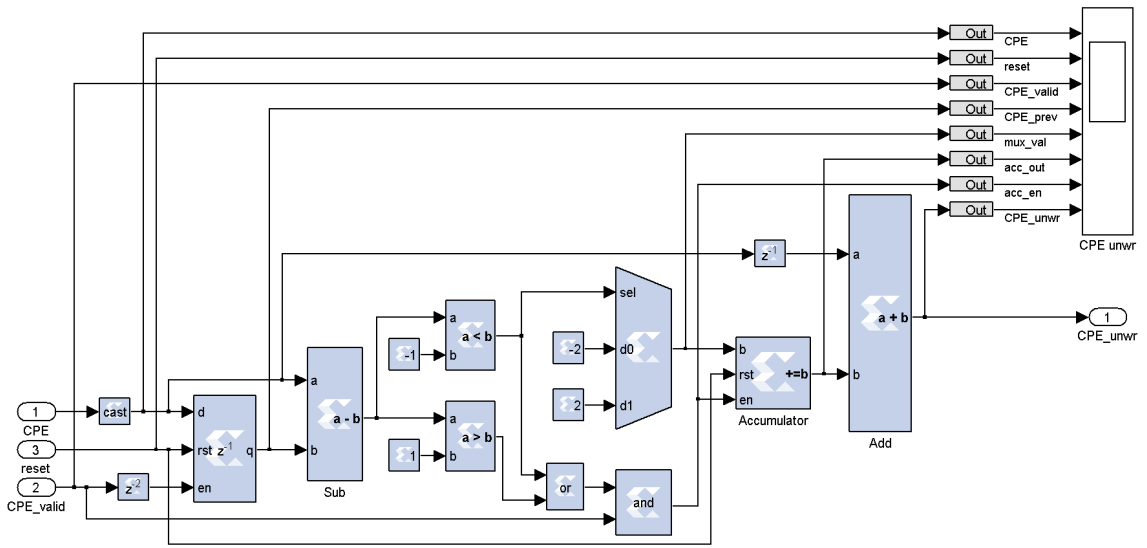 Out
CPE
Out
reset
Out
CPE_valid
Out
CPE_prev
Out
mux_val
Out
acc_out
Out
acc_en
Out
CPE_unwr
CPE unwr
z-1
a
a + b
b
Add
1
CPE_unwr
sel
d0
d1
-2
2
a
a < b
b
-1
a
a > b
b
1
b
rst +=b
en
Accumulator
a
a - b
b
Sub
1
CPE
cast
d
3
reset
rst z-1 q
2
CPE_valid
z-2
en
or
and